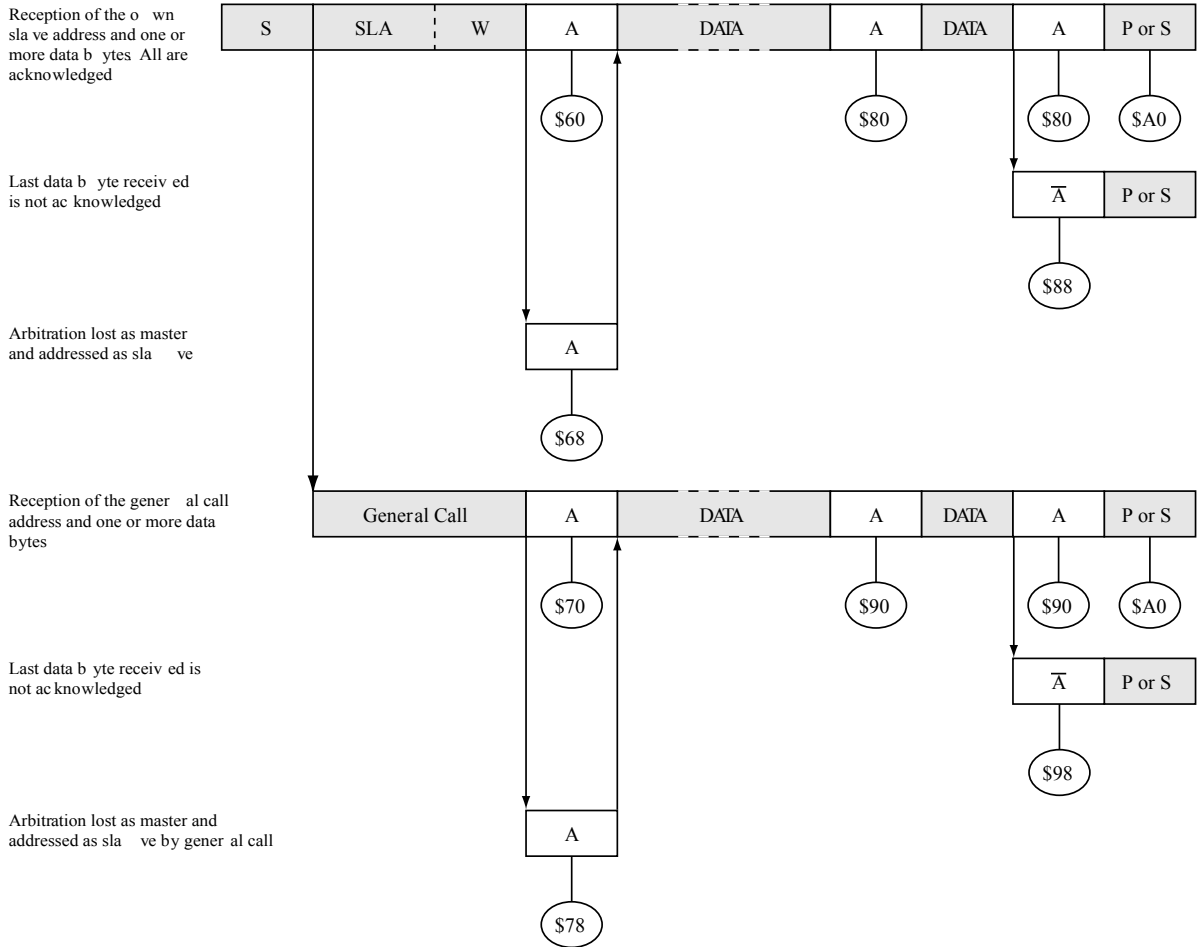 Reception of the o wn
sla ve address and one or
more data b ytes. All are
acknowledged
S SLA W A DATA A DATA A P or S
$60 $80 $80 $A0
Last data b yte receiv ed
is not ac knowledged
A̅ P or S
$88
Arbitration lost as master
and addressed as sla ve
A
$68
Reception of the gener al call
address and one or more data
bytes
General Call A DATA A DATA A P or S
$70 $90 $90 $A0
Last data b yte receiv ed is
not ac knowledged
A̅ P or S
$98
Arbitration lost as master and
addressed as sla ve by gener al call
A
$78